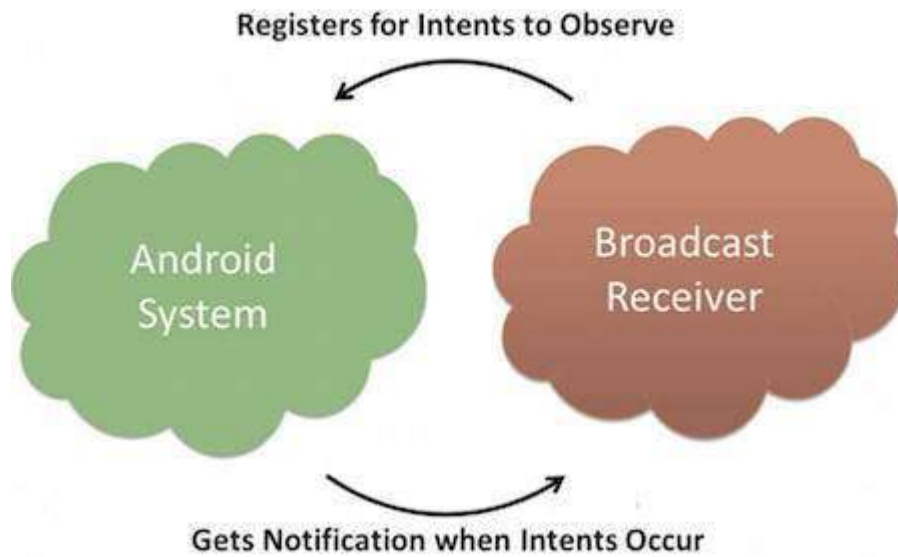 Registers for Intents to Observe
Android
System
Broadcast
Receiver
Gets Notification when Intents Occur